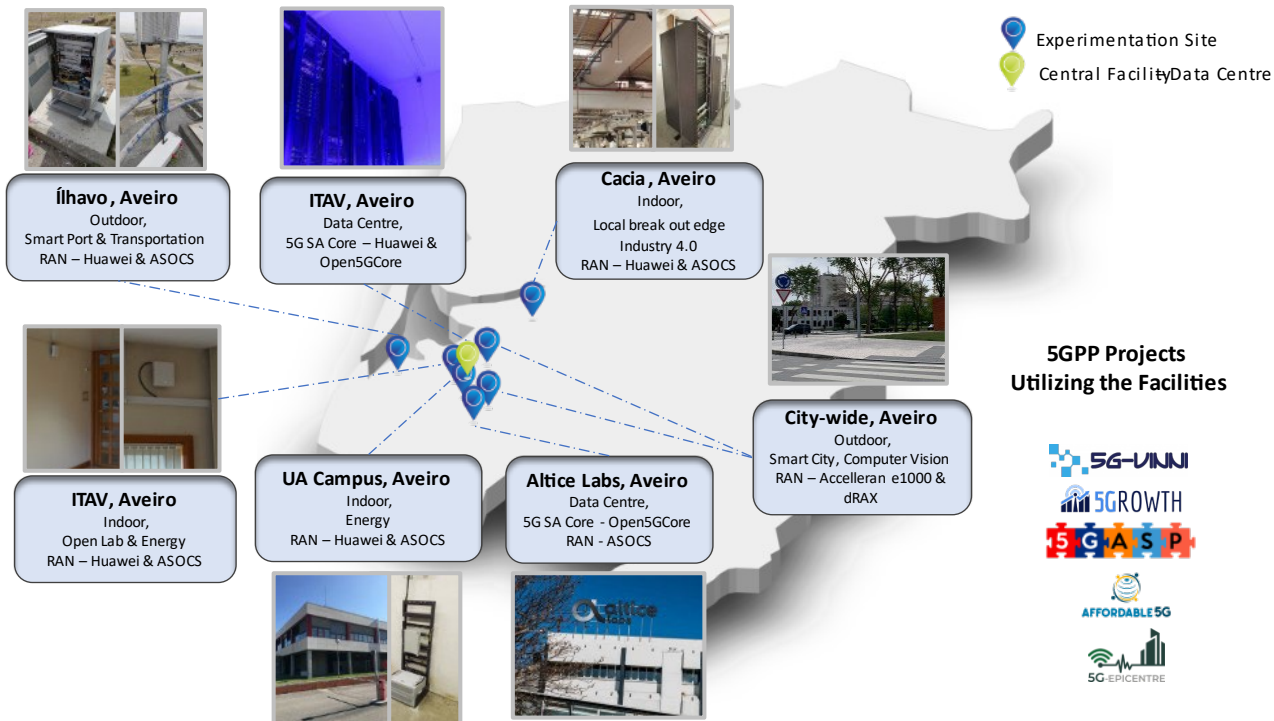 Experimentation Site
Central Facility-Data Centre
Ílhavo, Aveiro
Outdoor,
Smart Port & Transportation
RAN – Huawei & ASOCS
ITAV, Aveiro
Data Centre,
5G SA Core – Huawei &
Open5GCore
Cacia, Aveiro
Indoor,
Local break out edge
Industry 4.0
RAN – Huawei & ASOCS
5GPP Projects
Utilizing the Facilities
City-wide, Aveiro
Outdoor,
Smart City, Computer Vision
RAN – Accelleran e1000 &
dRAX
UA Campus, Aveiro
Indoor,
Energy
RAN – Huawei & ASOCS
Altice Labs, Aveiro
Data Centre,
5G SA Core - Open5GCore
RAN - ASOCS
ITAV, Aveiro
Indoor,
Open Lab & Energy
RAN – Huawei & ASOCS
5G-VINNI
5GROWTH
5GASP
AFFORDABLE 5G
5G-EPICENTRE
altice
labs